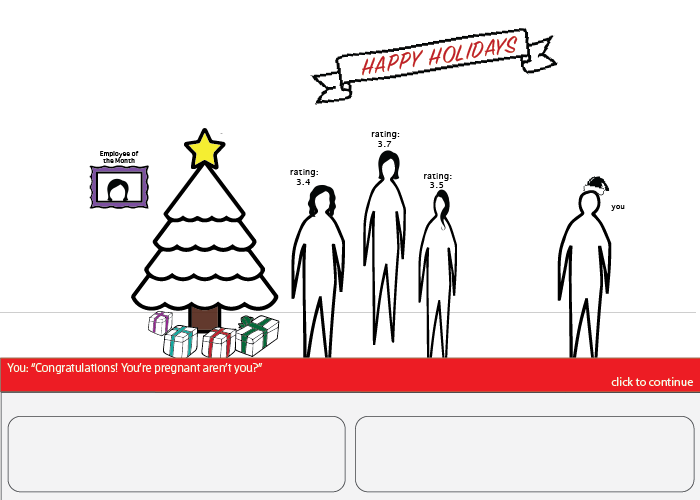 HAPPY HOLIDAYS
Employee of
the Month
rating:
3.4
rating:
3.7
rating:
3.5
you
You: "Congratulations! You're pregnant aren't you?"
click to continue